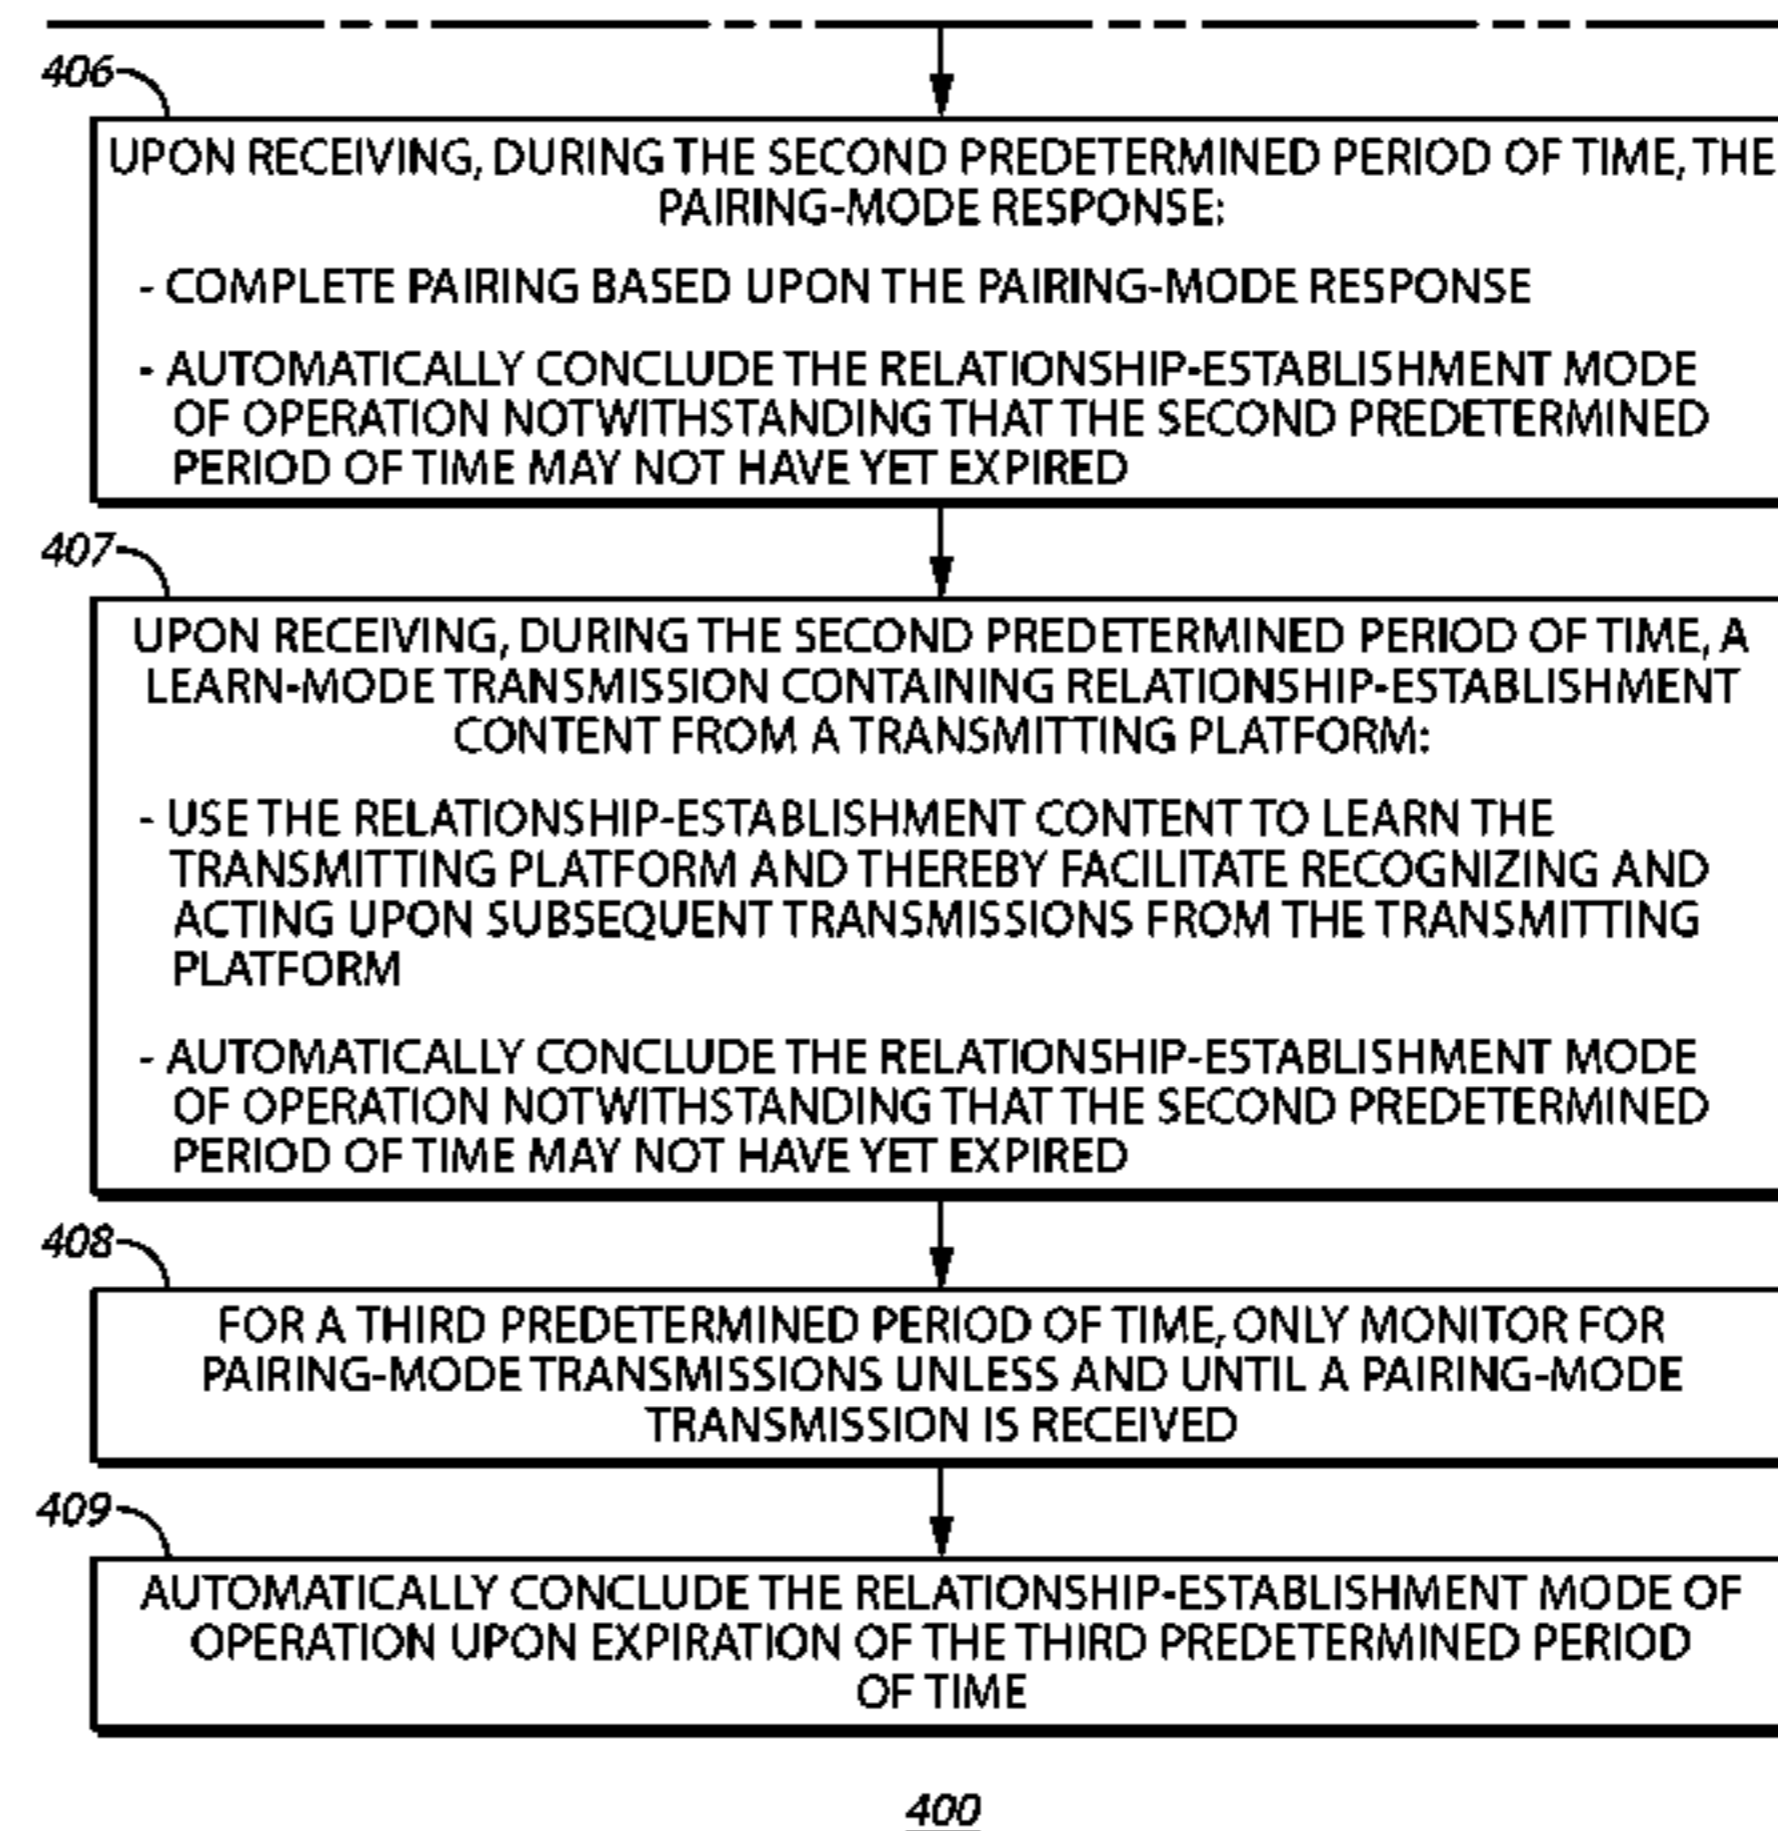 406
UPON RECEIVING, DURING THE SECOND PREDETERMINED PERIOD OF TIME, THE
PAIRING-MODE RESPONSE:
- COMPLETE PAIRING BASED UPON THE PAIRING-MODE RESPONSE
- AUTOMATICALLY CONCLUDE THE RELATIONSHIP-ESTABLISHMENT MODE
OF OPERATION NOTWITHSTANDING THAT THE SECOND PREDETERMINED
PERIOD OF TIME MAY NOT HAVE YET EXPIRED
407
UPON RECEIVING, DURING THE SECOND PREDETERMINED PERIOD OF TIME, A
LEARN-MODE TRANSMISSION CONTAINING RELATIONSHIP-ESTABLISHMENT
CONTENT FROM A TRANSMITTING PLATFORM:
- USE THE RELATIONSHIP-ESTABLISHMENT CONTENT TO LEARN THE
TRANSMITTING PLATFORM AND THEREBY FACILITATE RECOGNIZING AND
ACTING UPON SUBSEQUENT TRANSMISSIONS FROM THE TRANSMITTING
PLATFORM
- AUTOMATICALLY CONCLUDE THE RELATIONSHIP-ESTABLISHMENT MODE
OF OPERATION NOTWITHSTANDING THAT THE SECOND PREDETERMINED
PERIOD OF TIME MAY NOT HAVE YET EXPIRED
408
FOR A THIRD PREDETERMINED PERIOD OF TIME, ONLY MONITOR FOR
PAIRING-MODE TRANSMISSIONS UNLESS AND UNTIL A PAIRING-MODE
TRANSMISSION IS RECEIVED
409
AUTOMATICALLY CONCLUDE THE RELATIONSHIP-ESTABLISHMENT MODE OF
OPERATION UPON EXPIRATION OF THE THIRD PREDETERMINED PERIOD
OF TIME
400